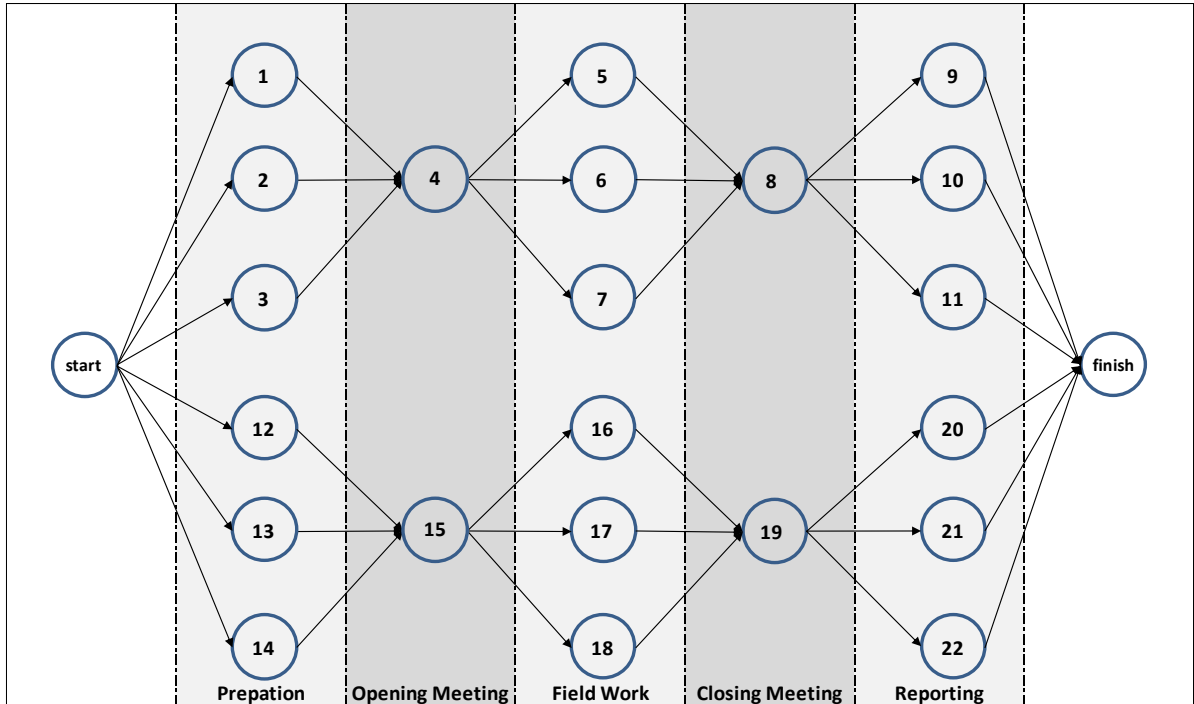 1 5 9
2 4 6 8 10
3 7 11
start finish
12 16 20
13 15 17 19 21
14 18 22
Prepation Opening Meeting Field Work Closing Meeting Reporting